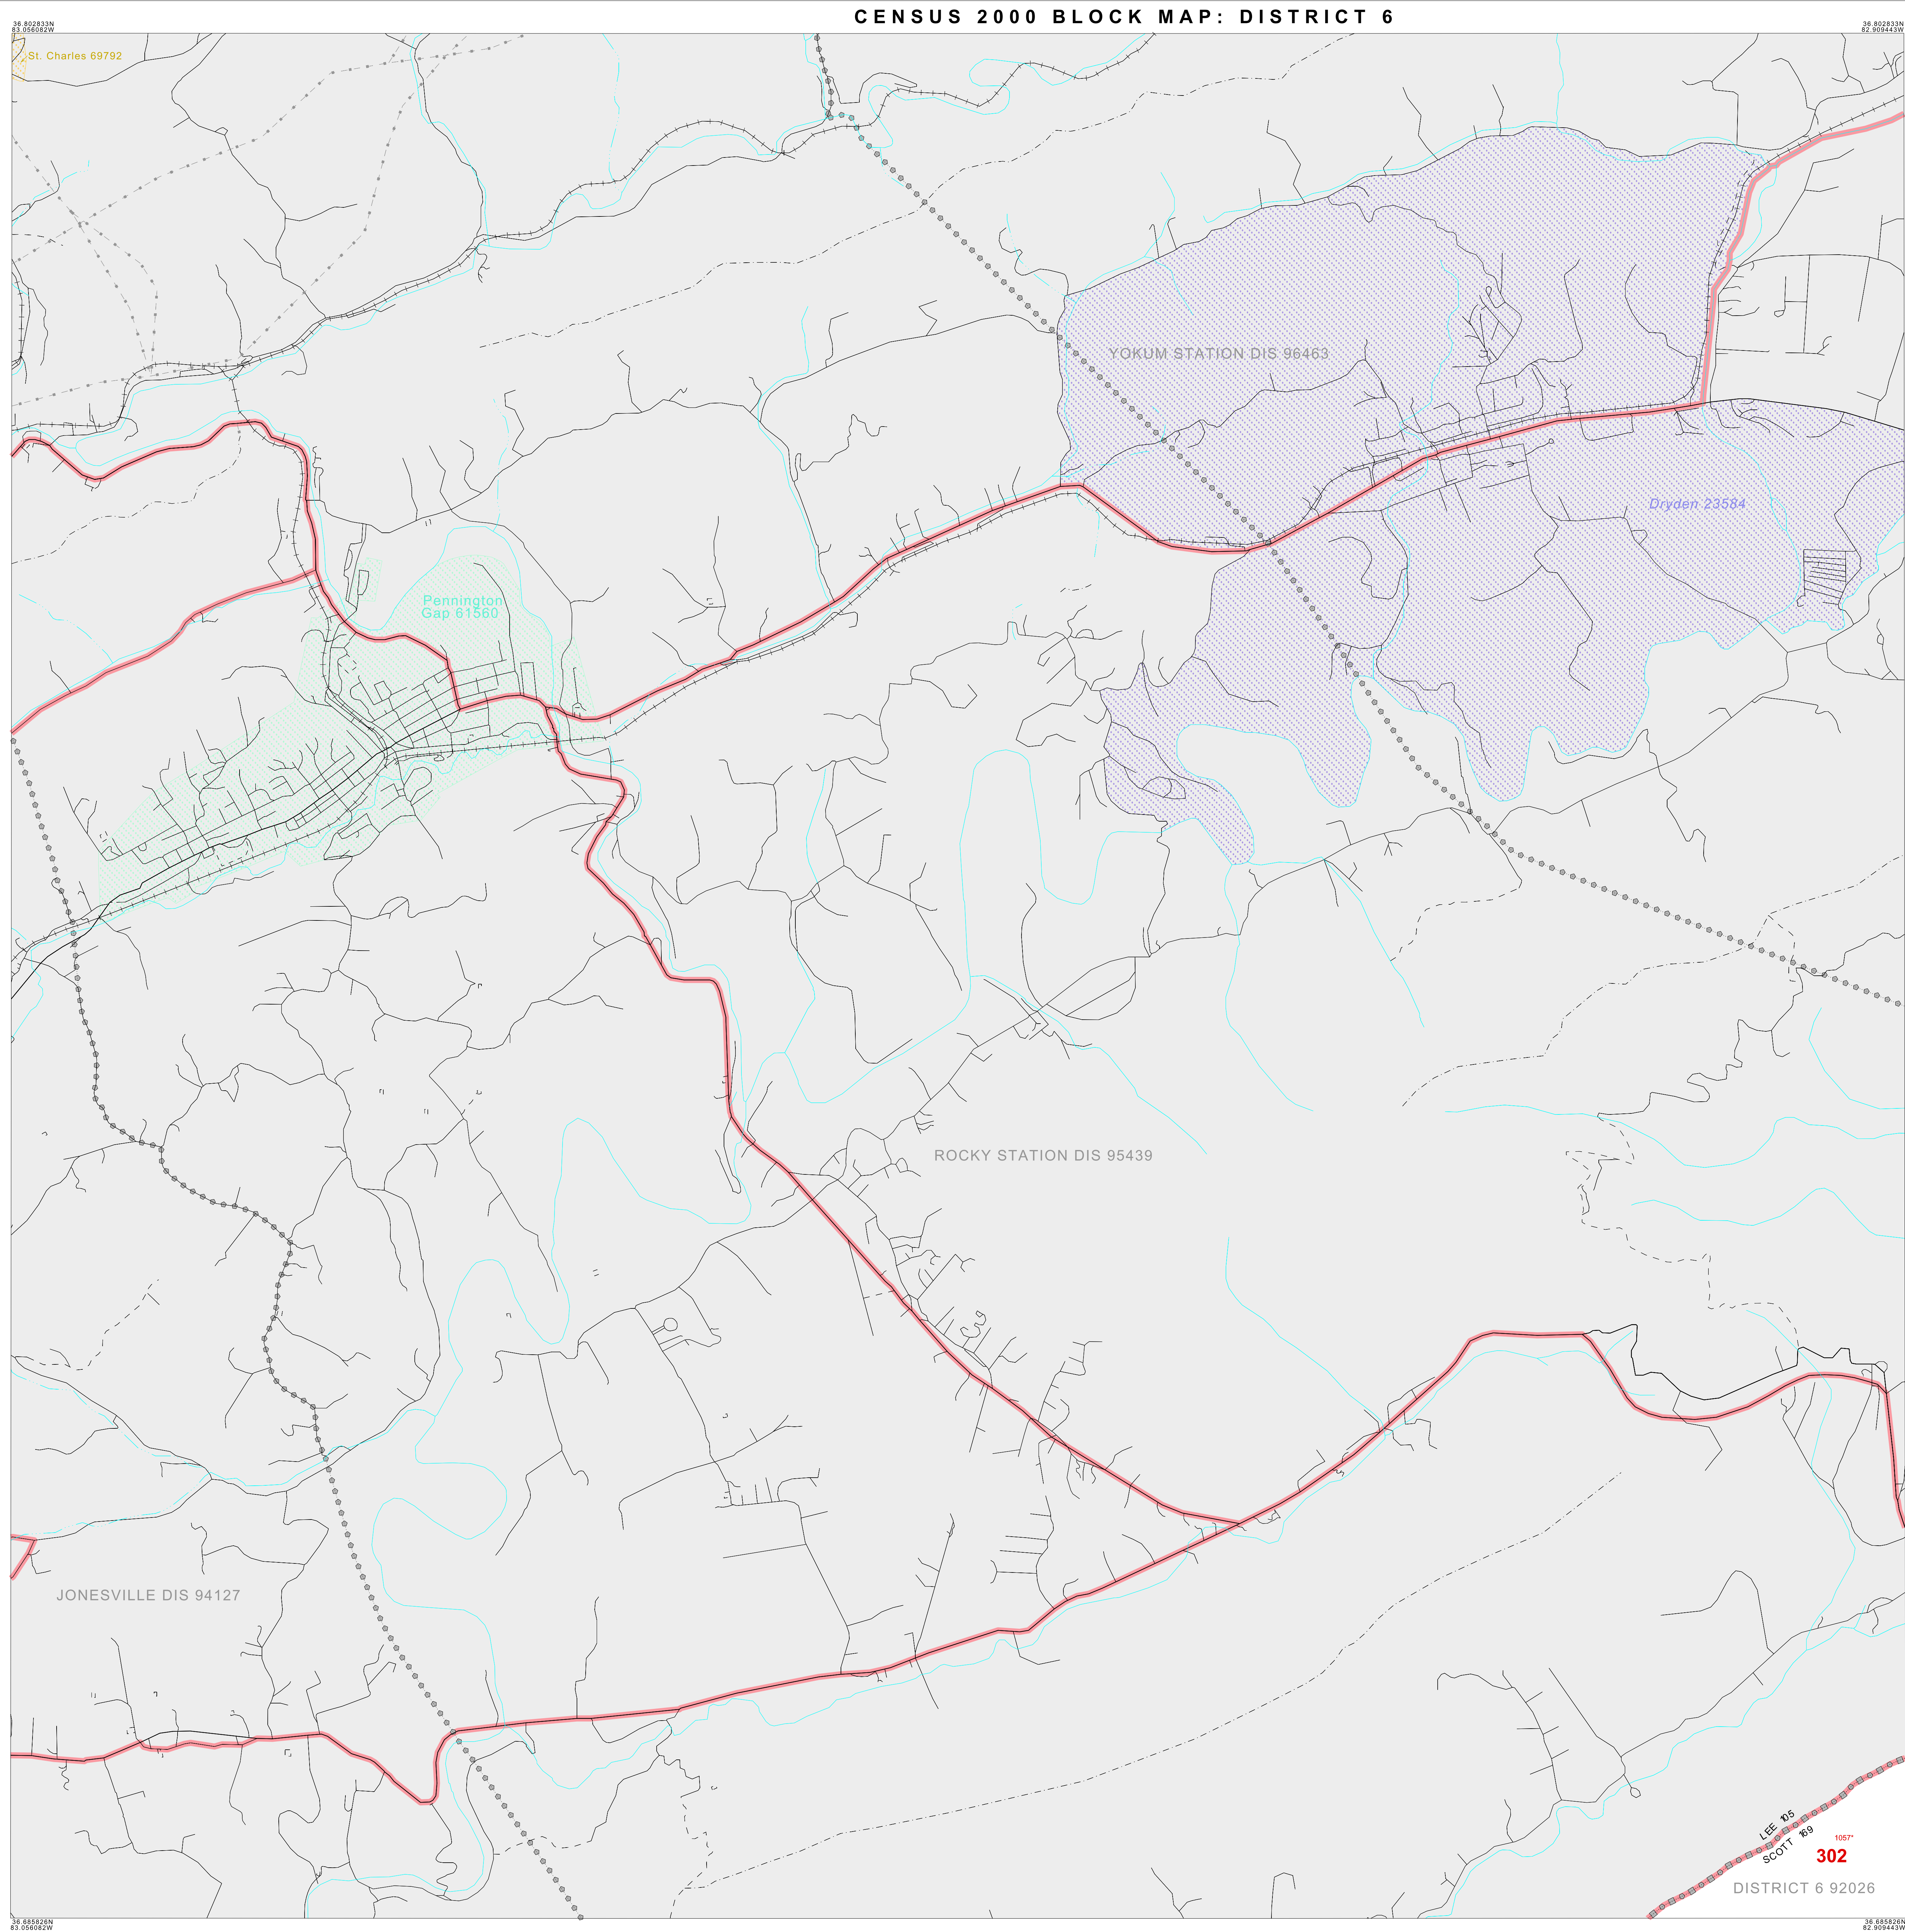 CENSUS 2000 BLOCK MAP: DISTRICT 6
36.802833N
83.056082W
36.802833N
82.909443W
St. Charles 69792
YOKUM STATION DIS 96463
Dryden 23584
Pennington
Gap 61560
ROCKY STATION DIS 95439
JONESVILLE DIS 94127
LEE 105
SCOTT 169
1057*
302
DISTRICT 6 92026
36.685826N
83.056082W
36.685826N
82.909443W